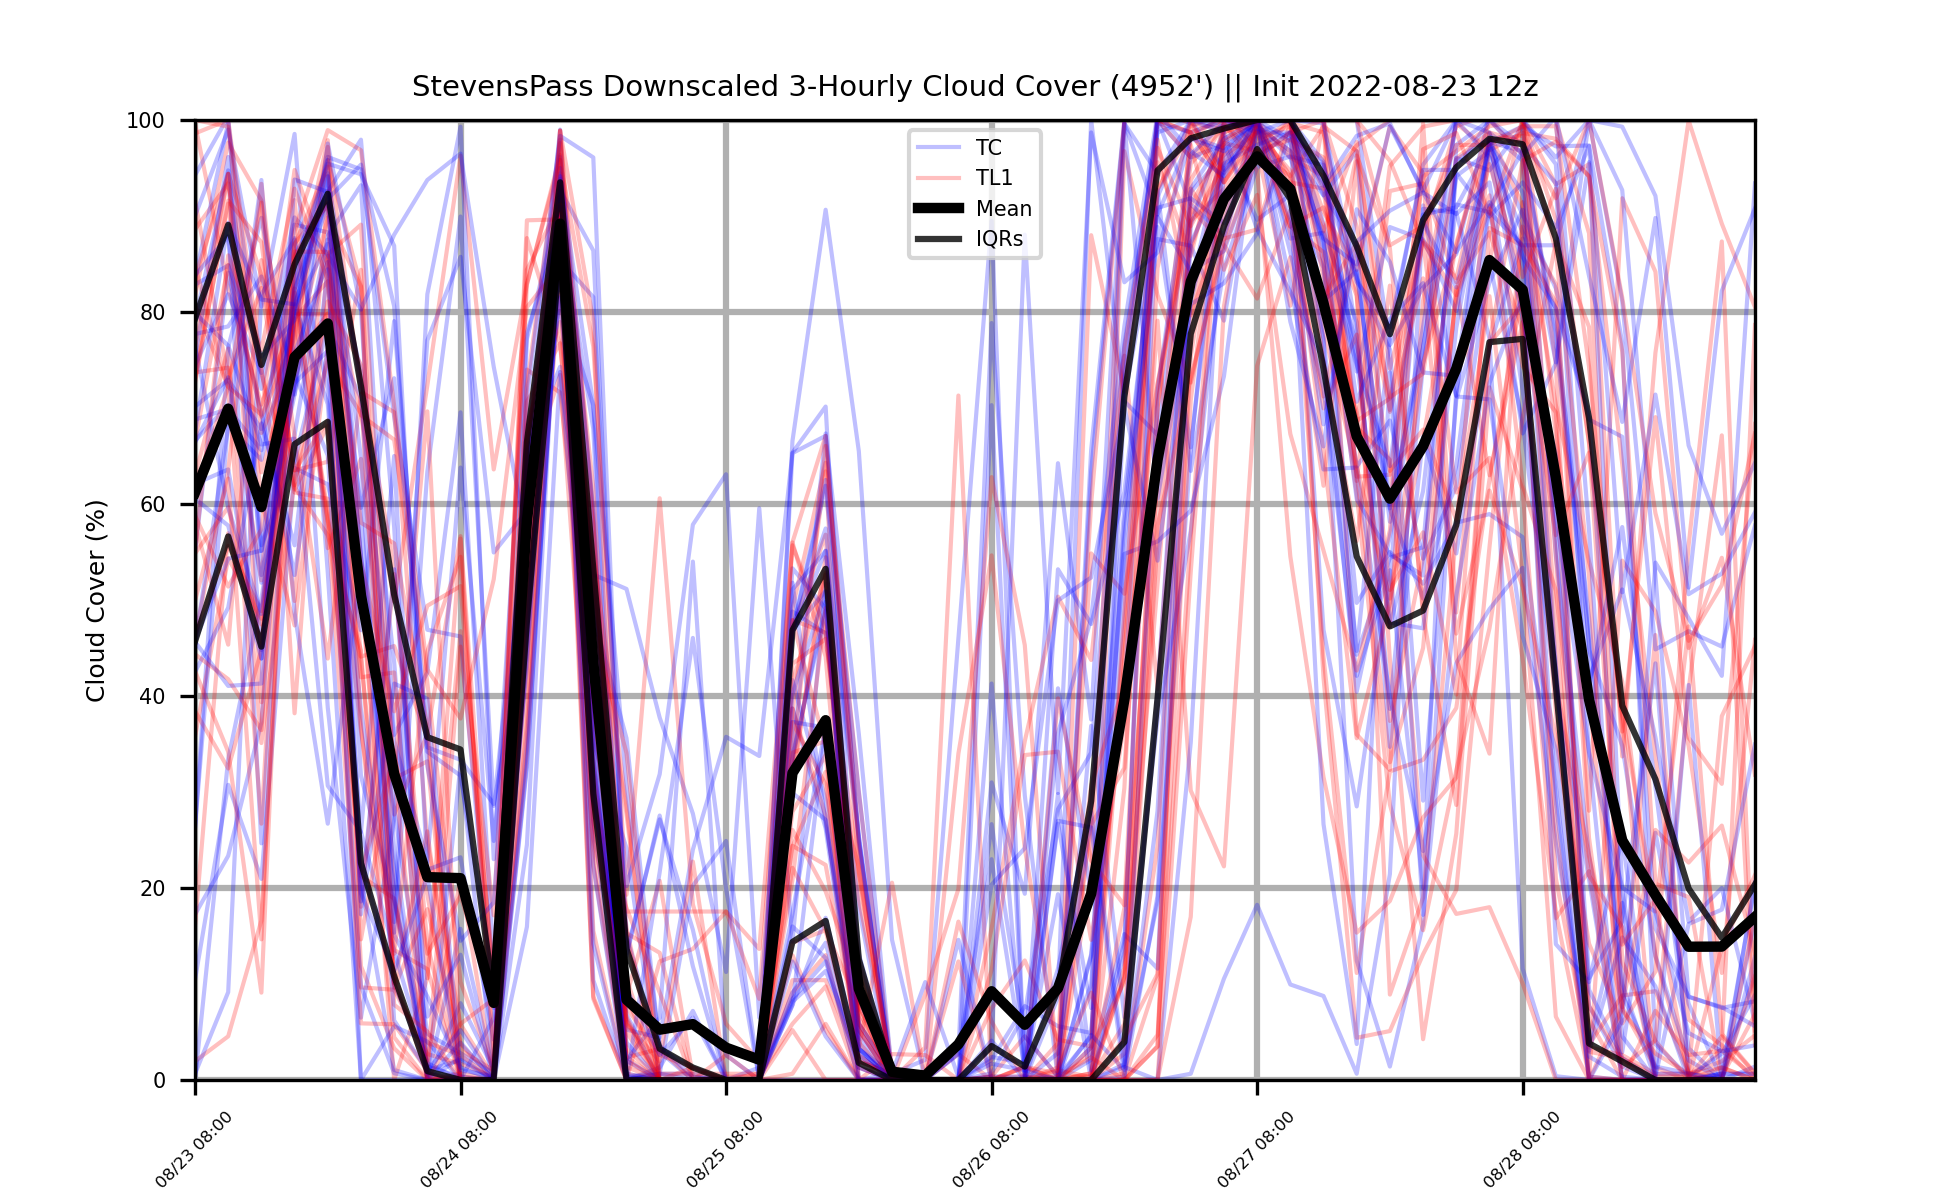 StevensPass Downscaled 3-Hourly Cloud Cover (4952') || Init 2022-08-23 12z
TC
TL1
Mean
IQRs
Cloud Cover (%)
100
80
60
40
20
0
08/23 08:00
08/24 08:00
08/25 08:00
08/26 08:00
08/27 08:00
08/28 08:00